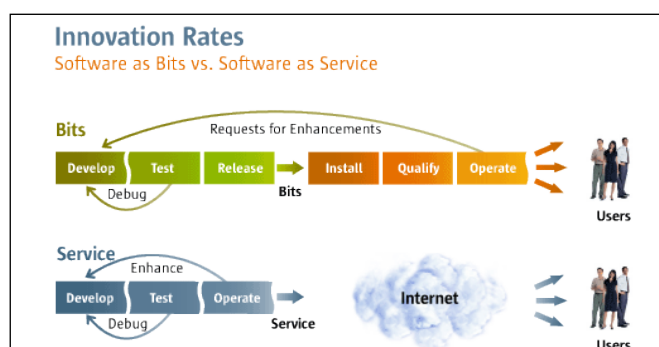 Innovation Rates
Software as Bits vs. Software as Service
Bits
Requests for Enhancements
Develop Test Release Install Qualify Operate
Debug
Bits
Users
Service
Enhance
Develop Test Operate
Internet
Debug
Service
Users